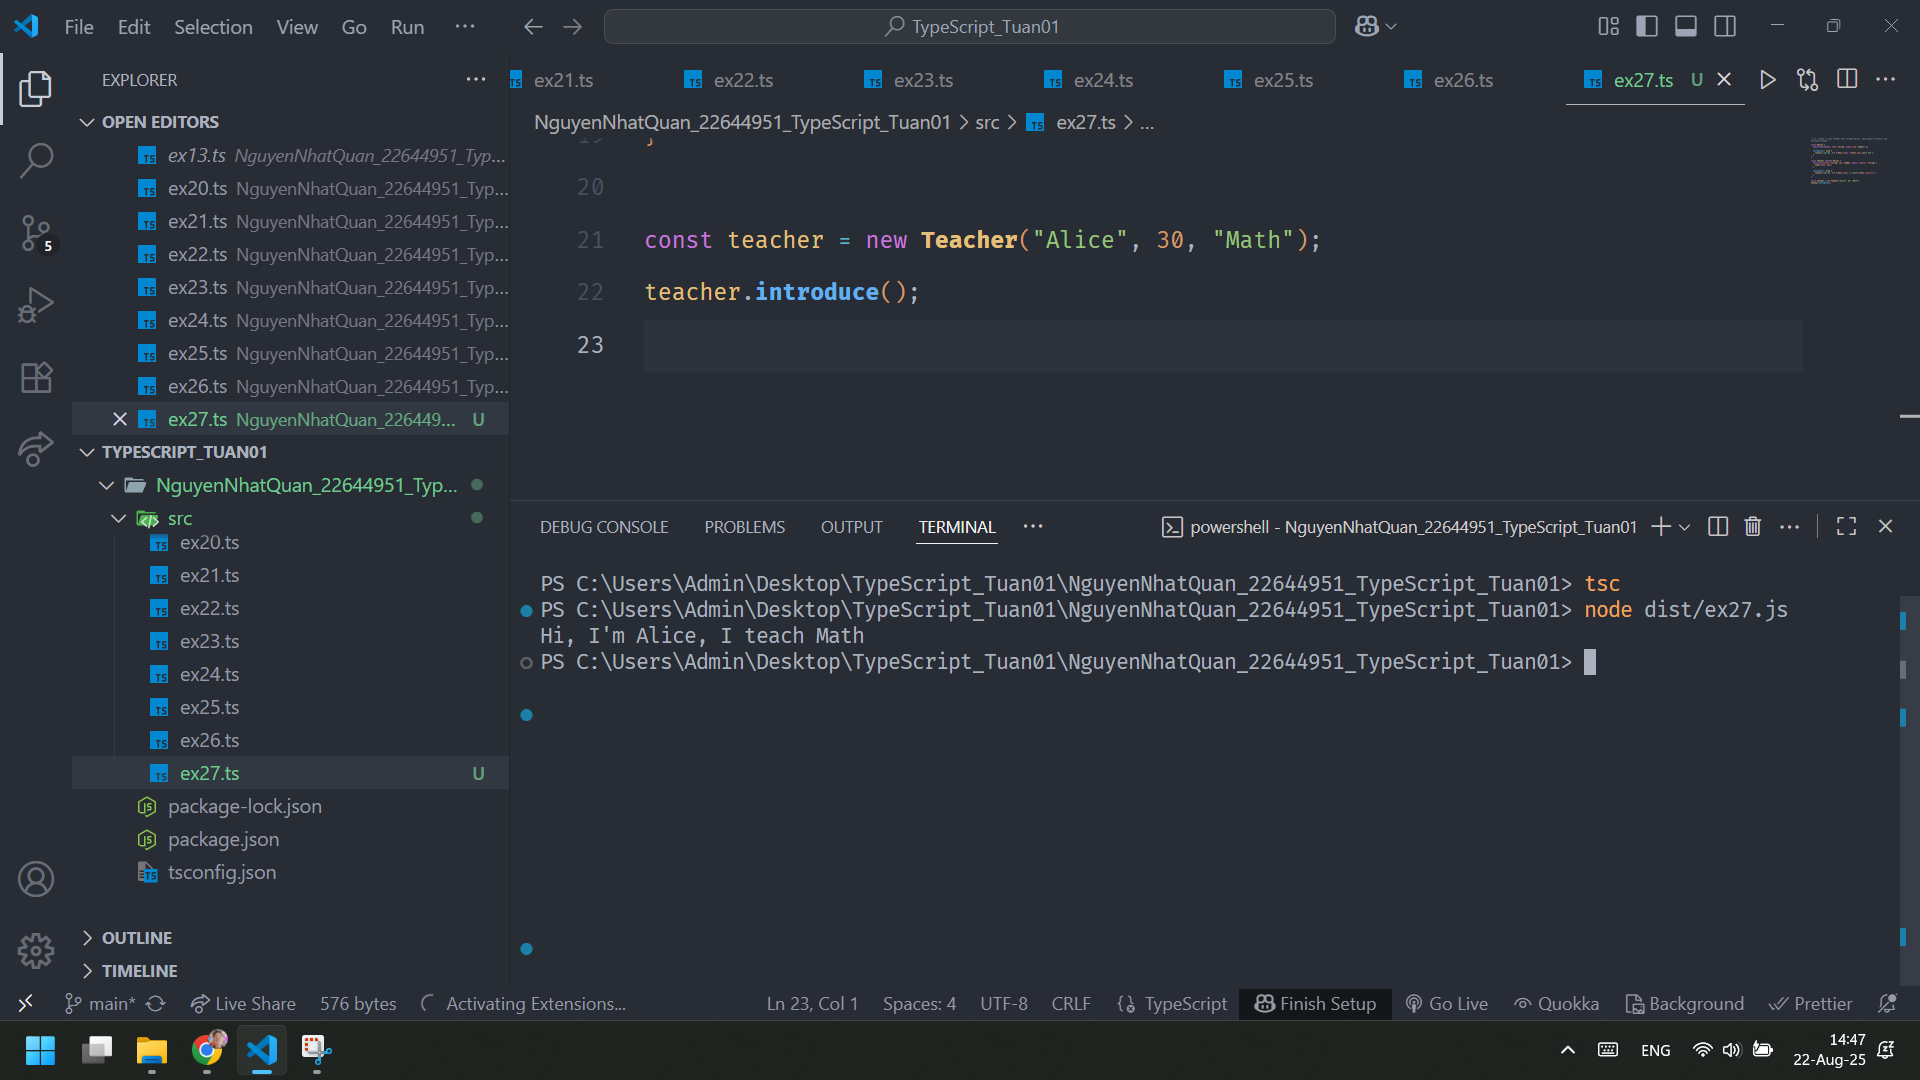 File Edit Selection View Go Run ... TypeScript_Tuan01
EXPLORER ...
OPEN EDITORS
ex13.ts NguyenNhatQuan_22644951_Typ...
ex20.ts NguyenNhatQuan_22644951_Typ...
ex21.ts NguyenNhatQuan_22644951_Typ...
ex22.ts NguyenNhatQuan_22644951_Typ...
ex23.ts NguyenNhatQuan_22644951_Typ...
ex24.ts NguyenNhatQuan_22644951_Typ...
ex25.ts NguyenNhatQuan_22644951_Typ...
ex26.ts NguyenNhatQuan_22644951_Typ...
ex27.ts NguyenNhatQuan_226449... U
5
TYPESCRIPT_TUAN01
NguyenNhatQuan_22644951_Typ...
src
ex20.ts
ex21.ts
ex22.ts
ex23.ts
ex24.ts
ex25.ts
ex26.ts
ex27.ts U
package-lock.json
package.json
tsconfig.json
OUTLINE
TIMELINE
ex21.ts ex22.ts ex23.ts ex24.ts ex25.ts ex26.ts ex27.ts U
NguyenNhatQuan_22644951_TypeScript_Tuan01 > src > ex27.ts > ...
20
21 const teacher = new Teacher("Alice", 30, "Math");
22 teacher.introduce();
23
DEBUG CONSOLE PROBLEMS OUTPUT TERMINAL ... powershell - NguyenNhatQuan_22644951_TypeScript_Tuan01
PS C:\Users\Admin\Desktop\TypeScript_Tuan01\NguyenNhatQuan_22644951_TypeScript_Tuan01> tsc
PS C:\Users\Admin\Desktop\TypeScript_Tuan01\NguyenNhatQuan_22644951_TypeScript_Tuan01> node dist/ex27.js
Hi, I'm Alice, I teach Math
PS C:\Users\Admin\Desktop\TypeScript_Tuan01\NguyenNhatQuan_22644951_TypeScript_Tuan01>
main* Live Share 576 bytes Activating Extensions... Ln 23, Col 1 Spaces: 4 UTF-8 CRLF {} TypeScript Finish Setup Go Live Quokka Background Prettier
ENG 14:47
22-Aug-25